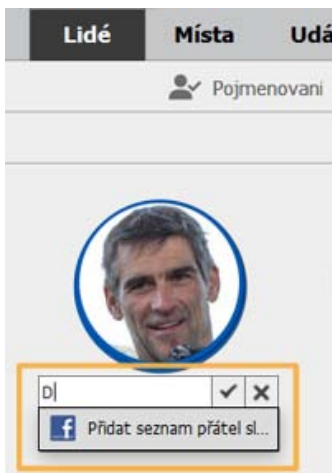 Lidé Místa Udá
Pojmenovaní
D
Přidat seznam přátel sl...